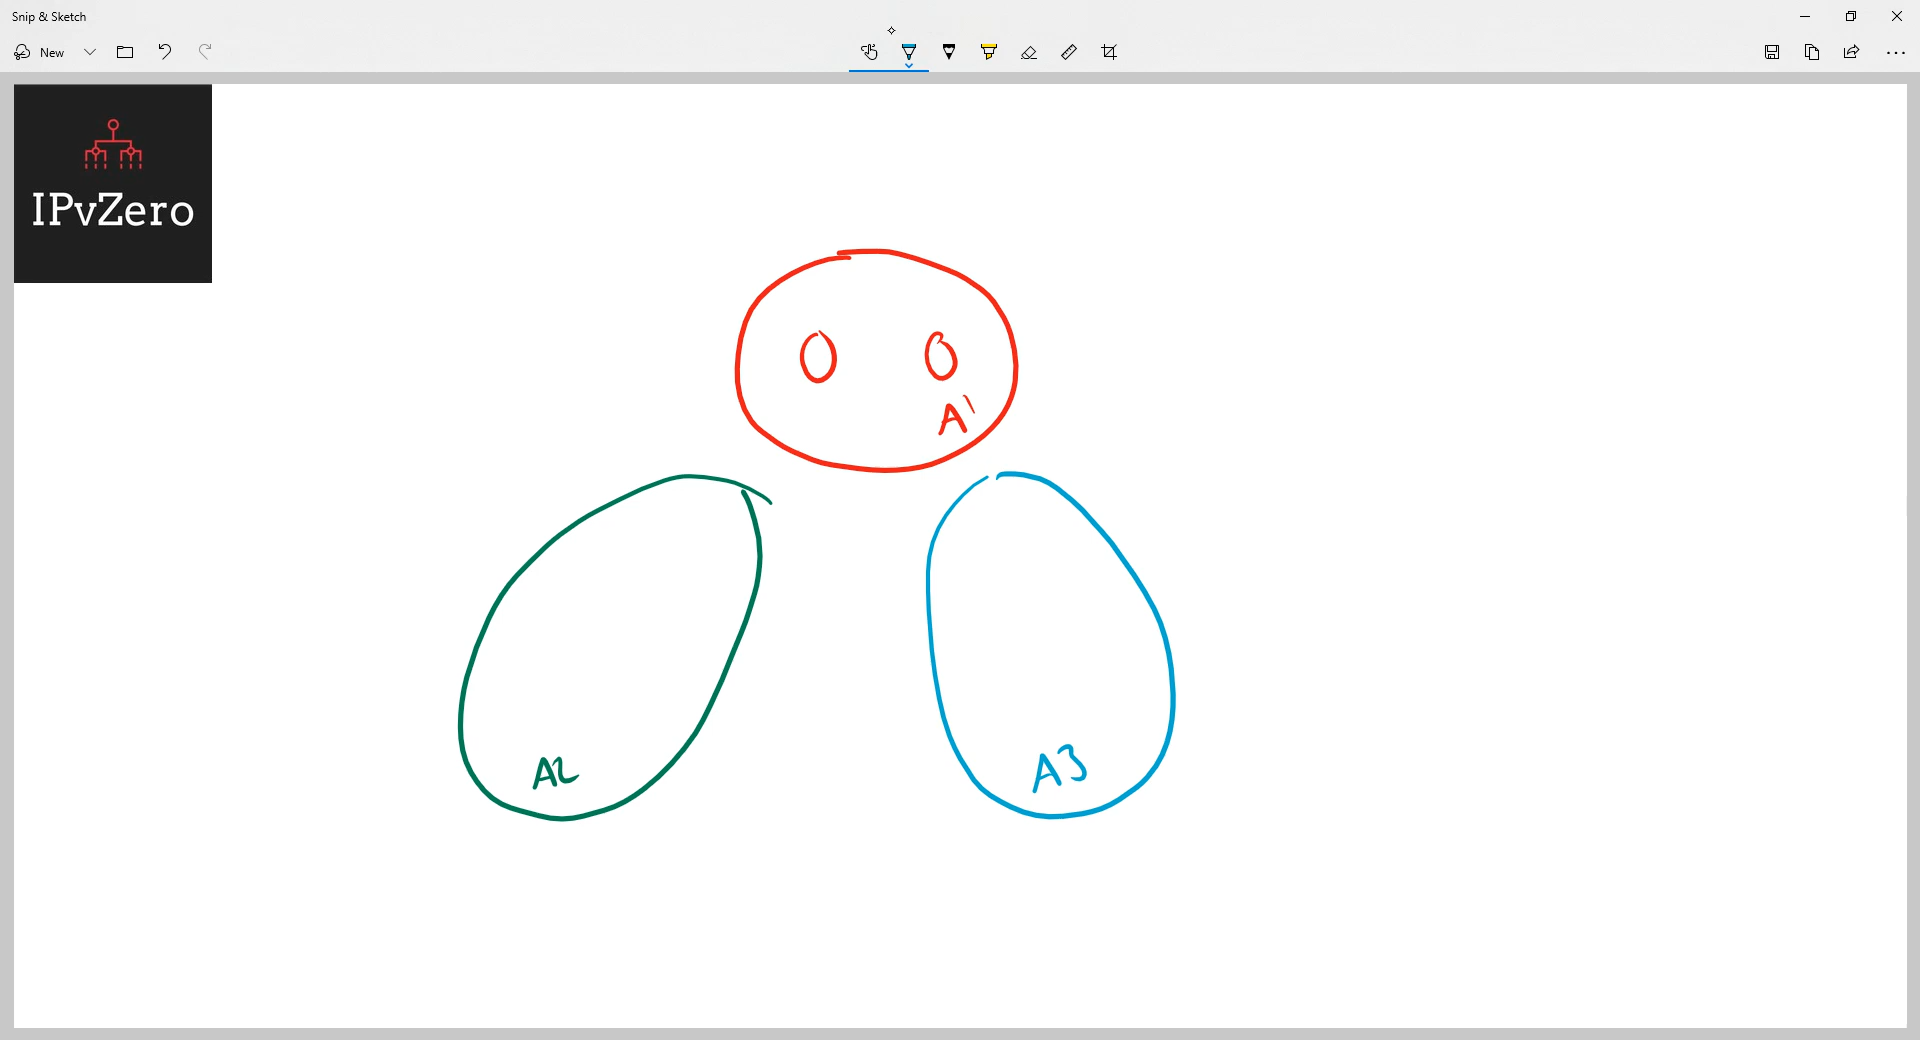 Snip & Sketch
New
IPvZero
A1
A2
A3